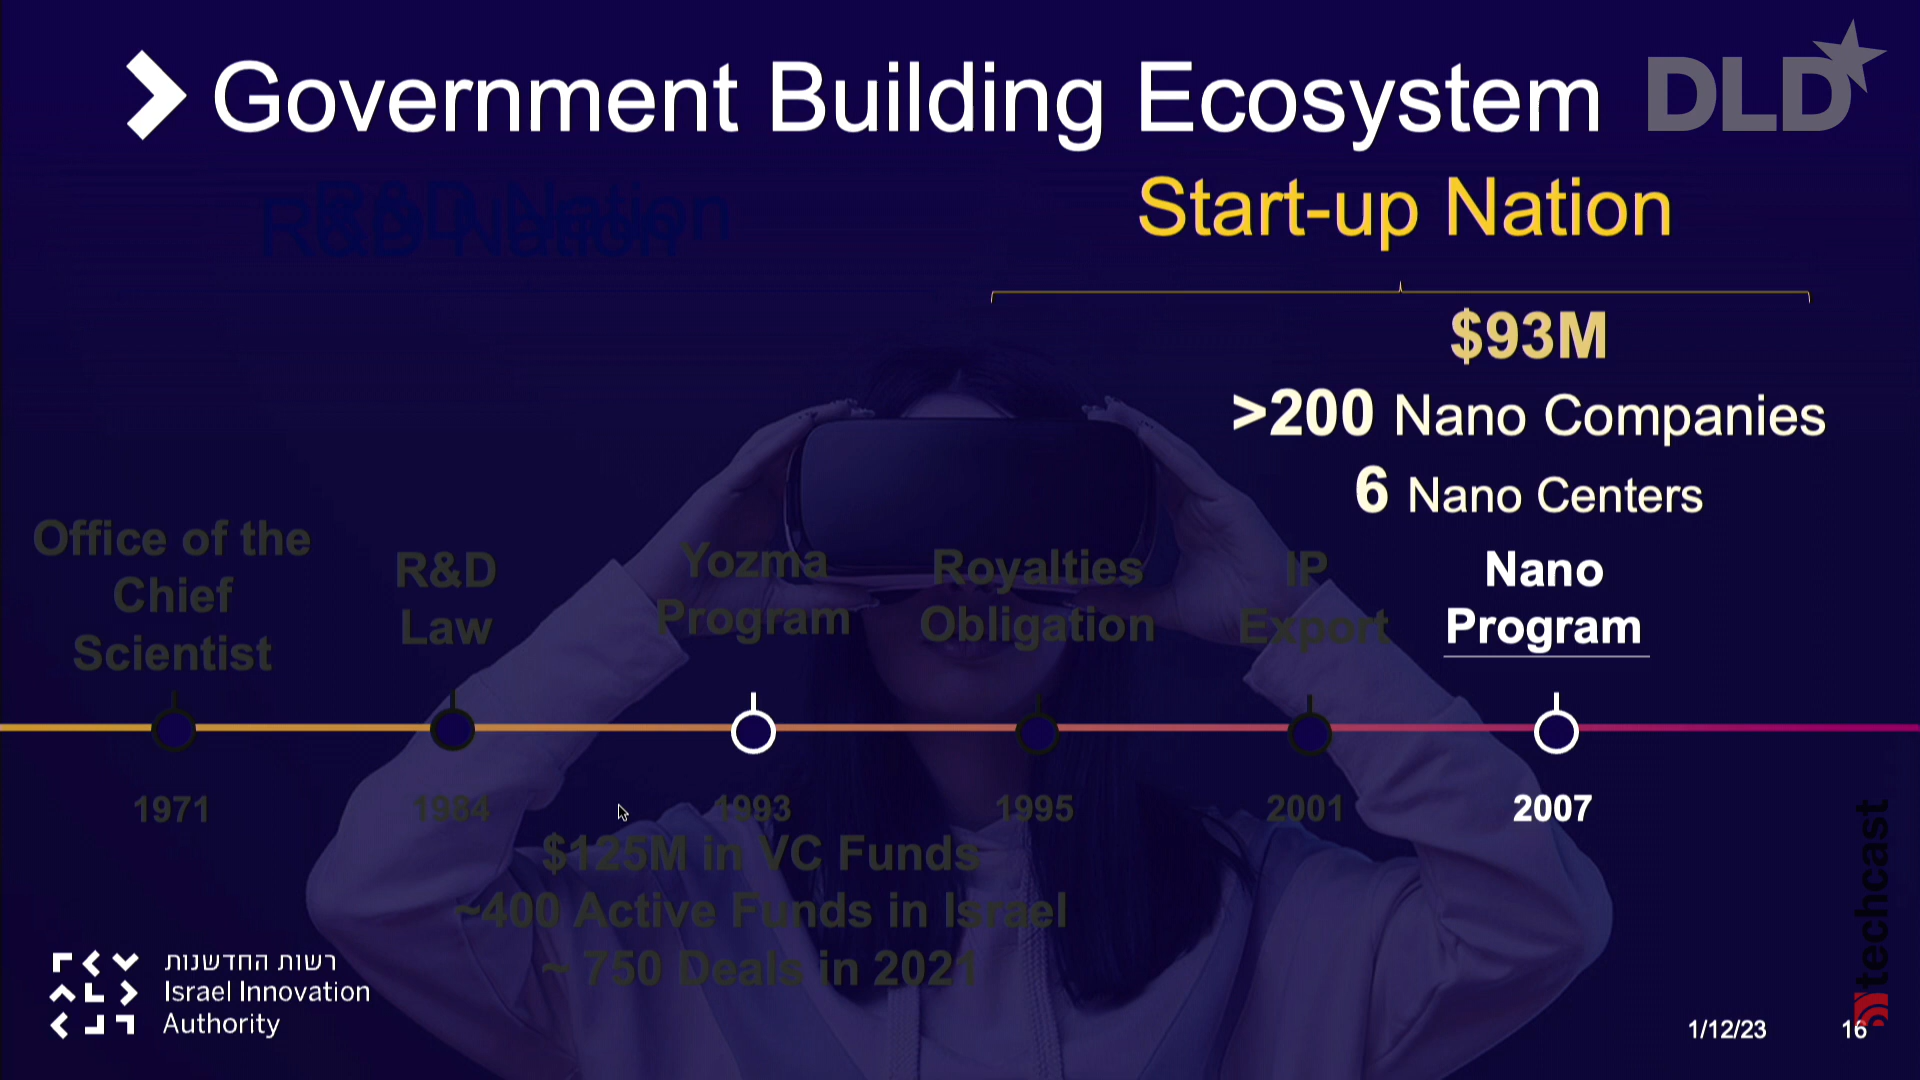 Government Building Ecosystem
DLD
R&D Nation
R&D Nation
Start-up Nation
$93M
>200 Nano Companies
6 Nano Centers
Office of the
Chief
Scientist
R&D
Law
Yozma
Program
Royalties
Obligation
IP
Export
Nano
Program
1971
1984
1993
1995
2001
2007
$125M in VC Funds
~400 Active Funds in Israel
~ 750 Deals in 2021
רשות החדשנות
Israel Innovation
Authority
techcast
1/12/23
16